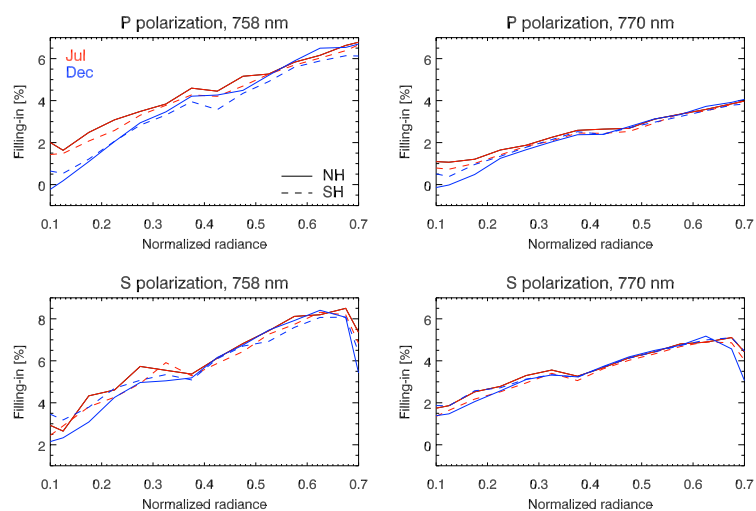 P polarization, 758 nm
Filling-in [%]
6
4
2
0
Jul
Dec
NH
SH
0.1 0.2 0.3 0.4 0.5 0.6 0.7
Normalized radiance
P polarization, 770 nm
Filling-in [%]
6
4
2
0
0.1 0.2 0.3 0.4 0.5 0.6 0.7
Normalized radiance
S polarization, 758 nm
Filling-in [%]
8
6
4
2
0.1 0.2 0.3 0.4 0.5 0.6 0.7
Normalized radiance
S polarization, 770 nm
Filling-in [%]
6
4
2
0
0.1 0.2 0.3 0.4 0.5 0.6 0.7
Normalized radiance